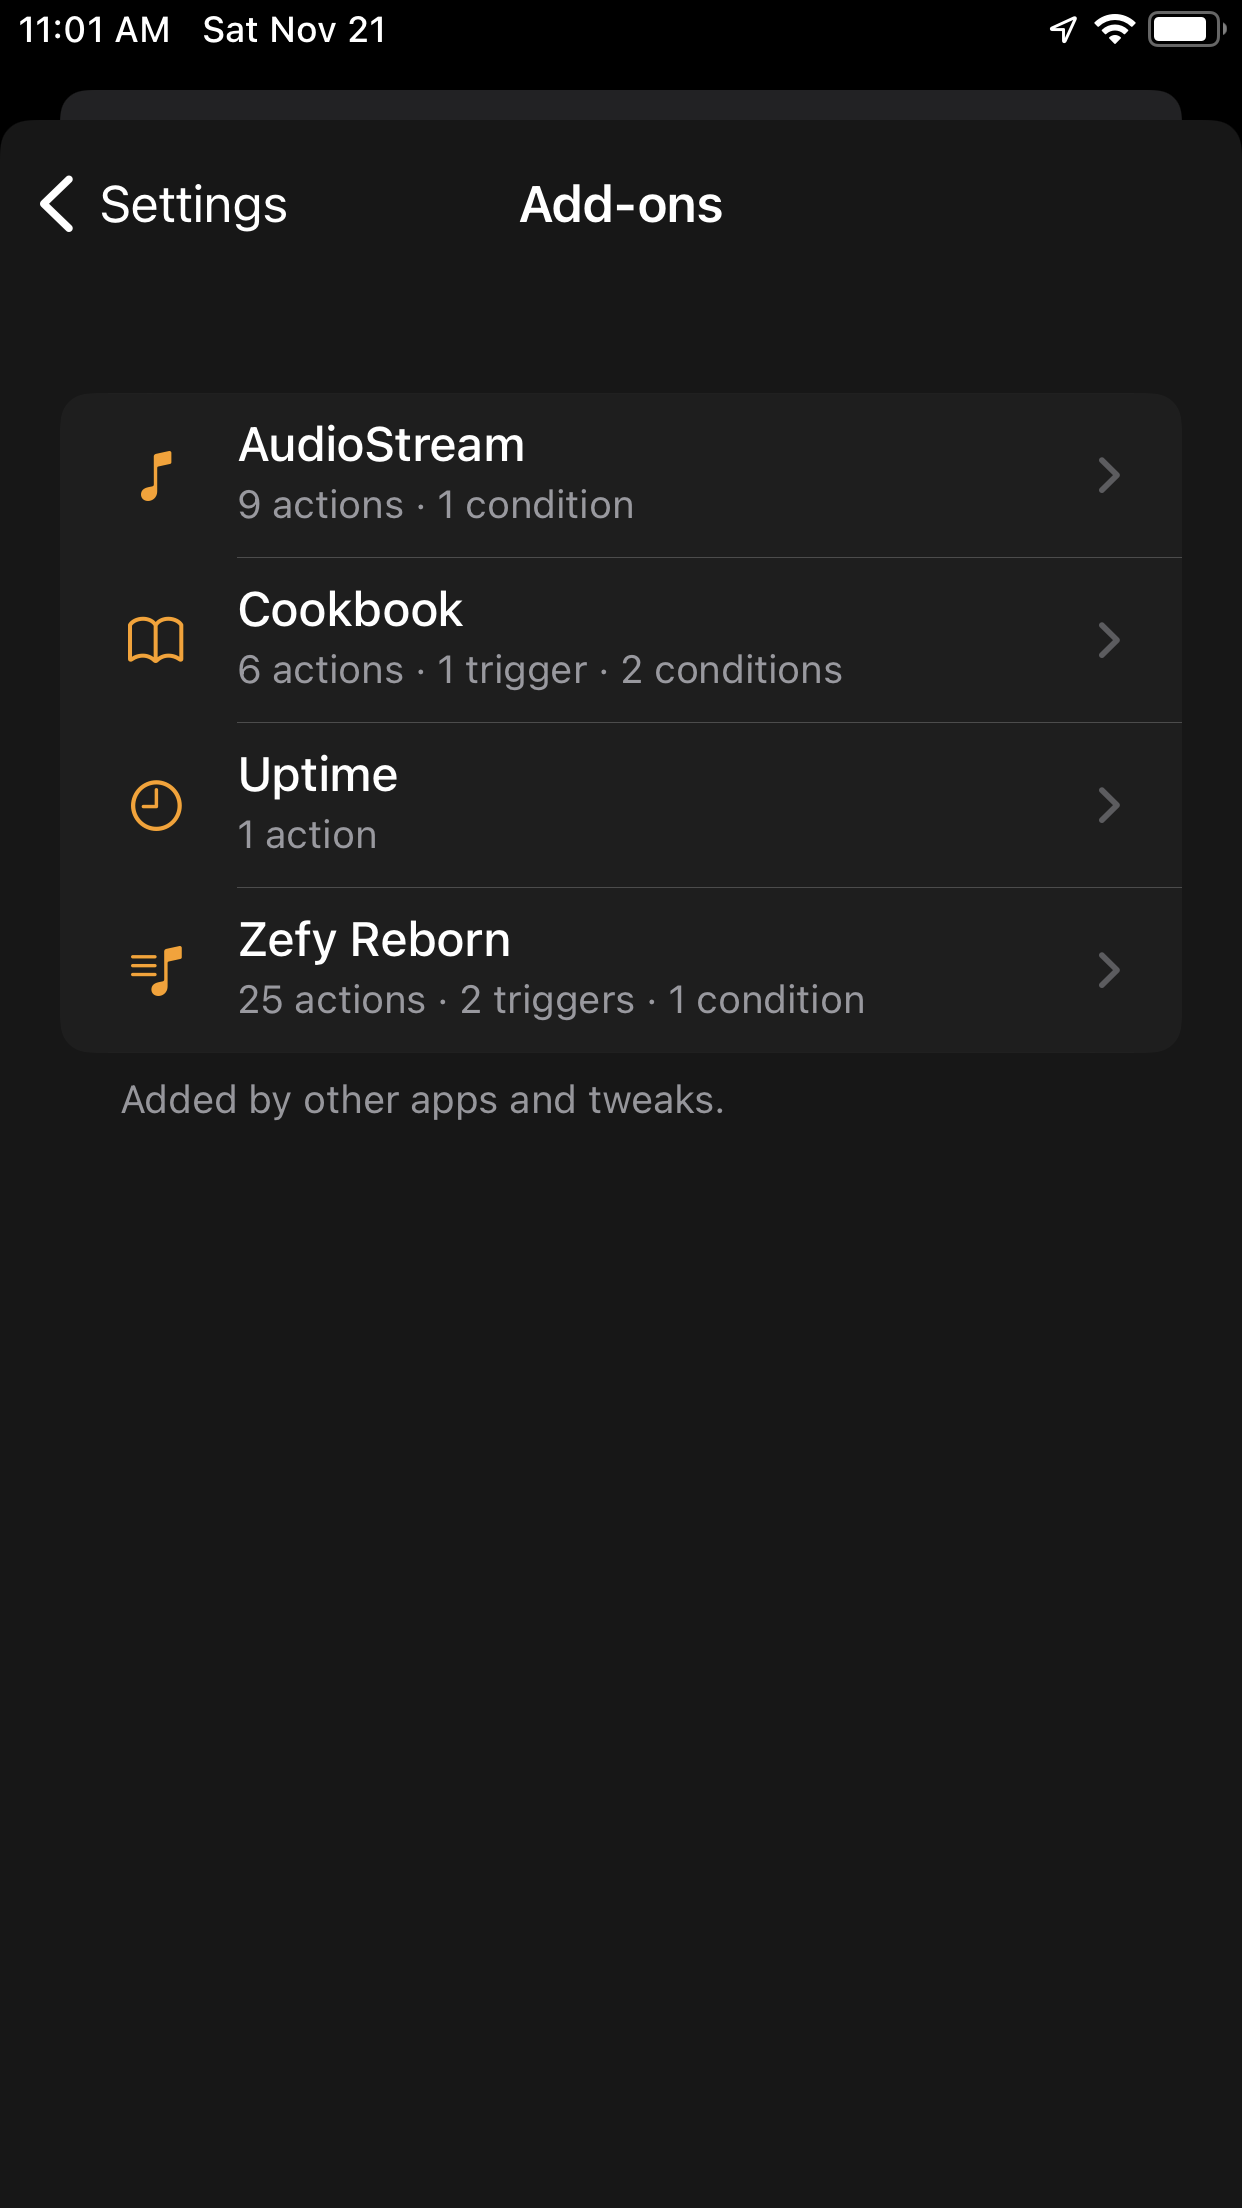 11:01 AM Sat Nov 21
Settings
Add-ons
AudioStream
9 actions · 1 condition
Cookbook
6 actions · 1 trigger · 2 conditions
Uptime
1 action
Zefy Reborn
25 actions · 2 triggers · 1 condition
Added by other apps and tweaks.